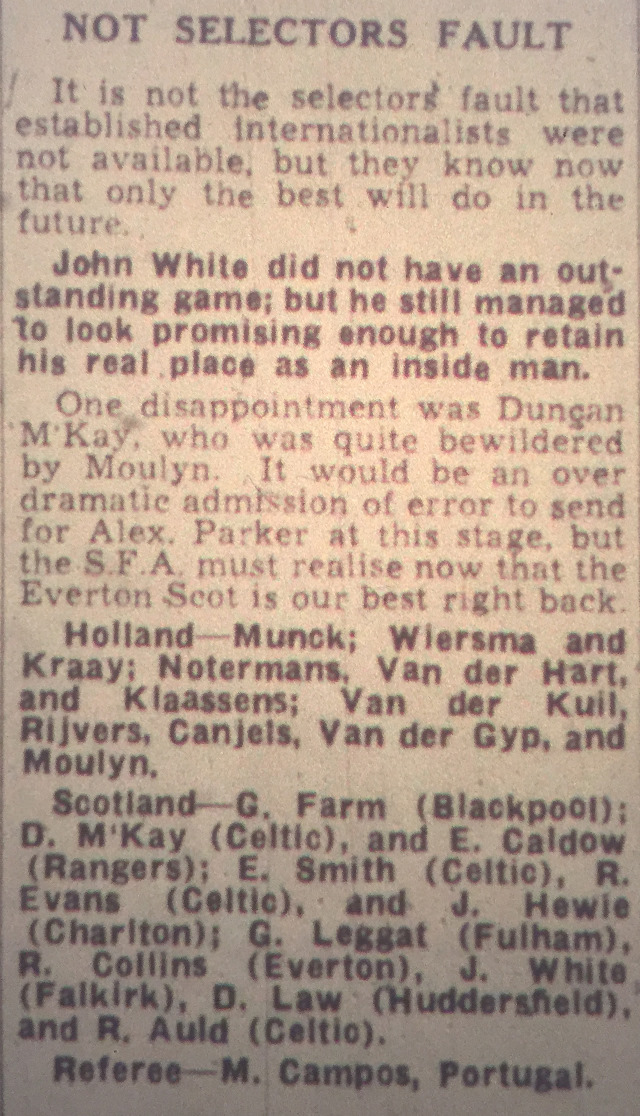 NOT SELECTORS FAULT
It is not the selectors' fault that
established internationalists were
not available, but they know now
that only the best will do in the
future.
John White did not have an out-
standing game; but he still managed
to look promising enough to retain
his real place as an inside man.
One disappointment was Duncan
M'Kay, who was quite bewildered
by Moulyn. It would be an over
dramatic admission of error to send
for Alex. Parker at this stage, but
the S.F.A. must realise now that the
Everton Scot is our best right back.
Holland—Munck; Wiersma and
Kraay; Notermans, Van der Hart,
and Klaassens; Van der Kuil,
Rijvers, Canjels, Van der Gyp, and
Moulyn.
Scotland—G. Farm (Blackpool);
D. M'Kay (Celtic), and E. Caldow
(Rangers); E. Smith (Celtic), R.
Evans (Celtic), and J. Hewie
(Charlton); G. Leggat (Fulham),
R. Collins (Everton), J. White
(Falkirk), D. Law (Huddersfield),
and R. Auld (Celtic).
Referee—M. Campos, Portugal.